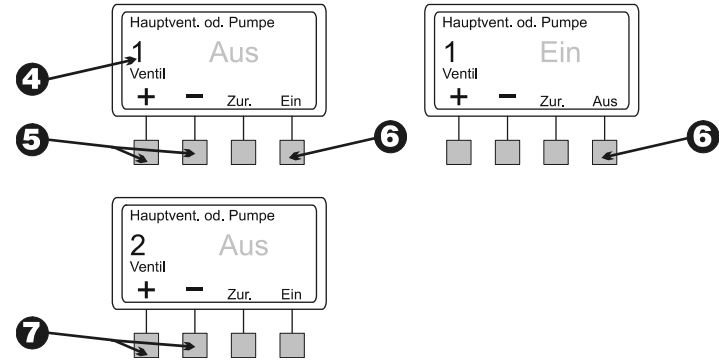 Hauptvent. od. Pumpe
1 Aus
Ventil
+ − Zur. Ein
4
5
6
Hauptvent. od. Pumpe
1 Ein
Ventil
+ − Zur. Aus
6
Hauptvent. od. Pumpe
2 Aus
Ventil
+ − Zur. Ein
7